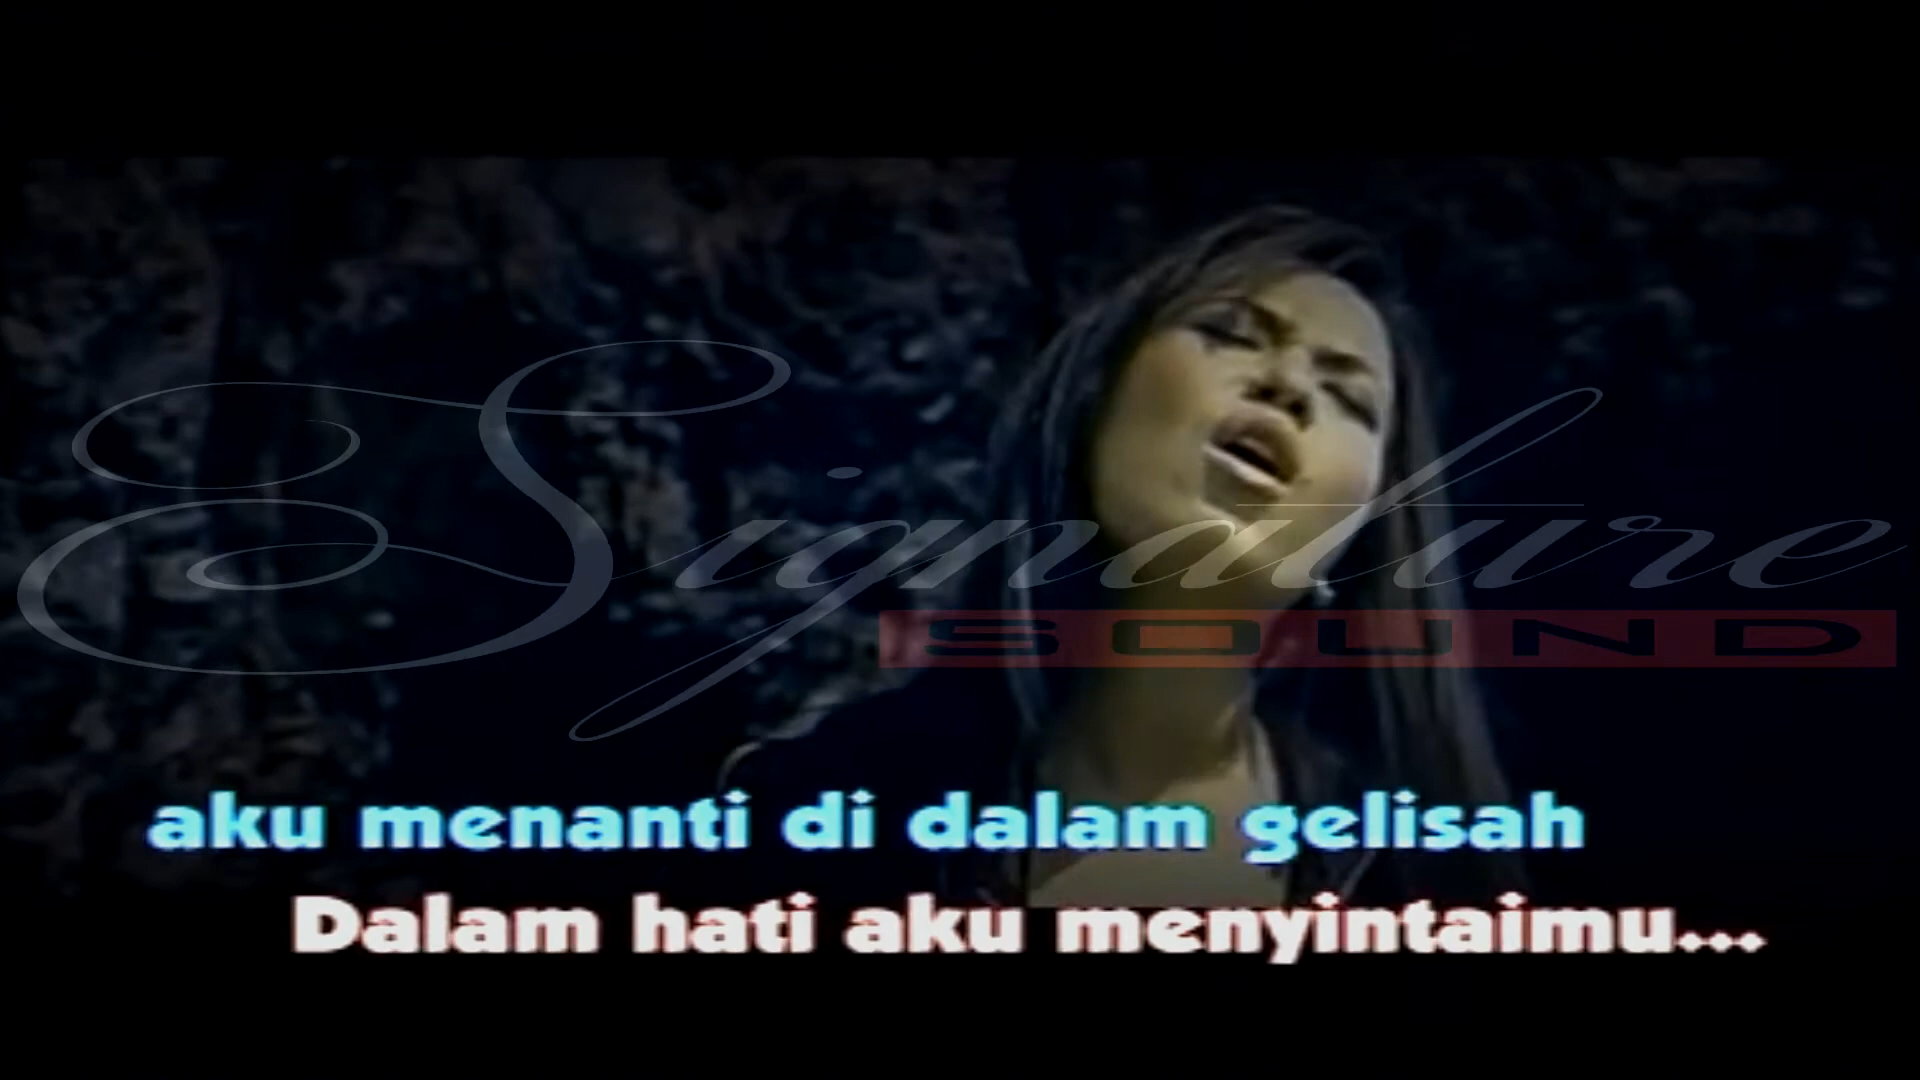 Signature
SOUND
aku menanti di dalam gelisah
Dalam hati aku menyintaimu...